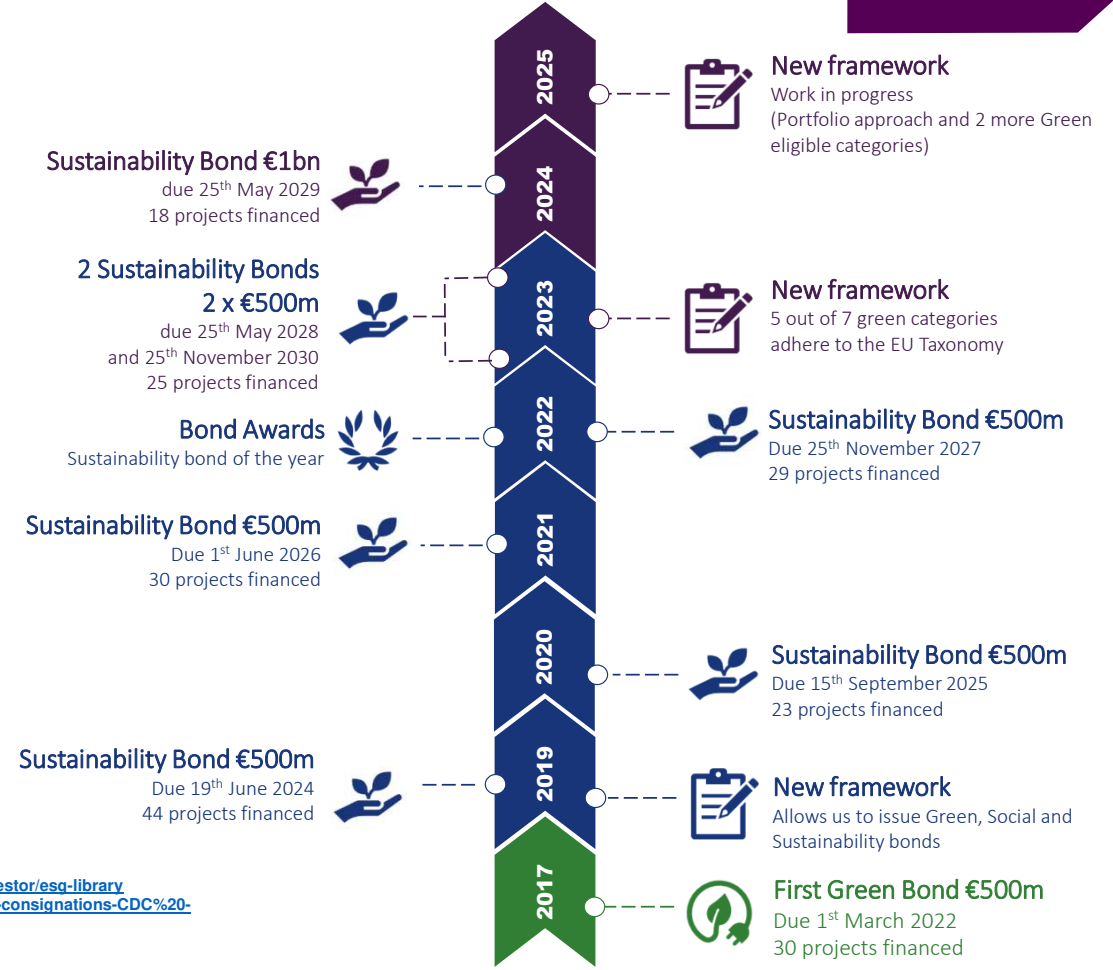 2025
New framework
Work in progress
(Portfolio approach and 2 more Green
eligible categories)
Sustainability Bond €1bn
due 25th May 2029
18 projects financed
2024
2 Sustainability Bonds
2 x €500m
due 25th May 2028
and 25th November 2030
25 projects financed
2023
New framework
5 out of 7 green categories
adhere to the EU Taxonomy
Bond Awards
Sustainability bond of the year
2022
Sustainability Bond €500m
Due 25th November 2027
29 projects financed
Sustainability Bond €500m
Due 1st June 2026
30 projects financed
2021
2020
Sustainability Bond €500m
Due 15th September 2025
23 projects financed
Sustainability Bond €500m
Due 19th June 2024
44 projects financed
2019
New framework
Allows us to issue Green, Social and
Sustainability bonds
2017
First Green Bond €500m
Due 1st March 2022
30 projects financed
estor/esg-library
-consignations-CDC%20-